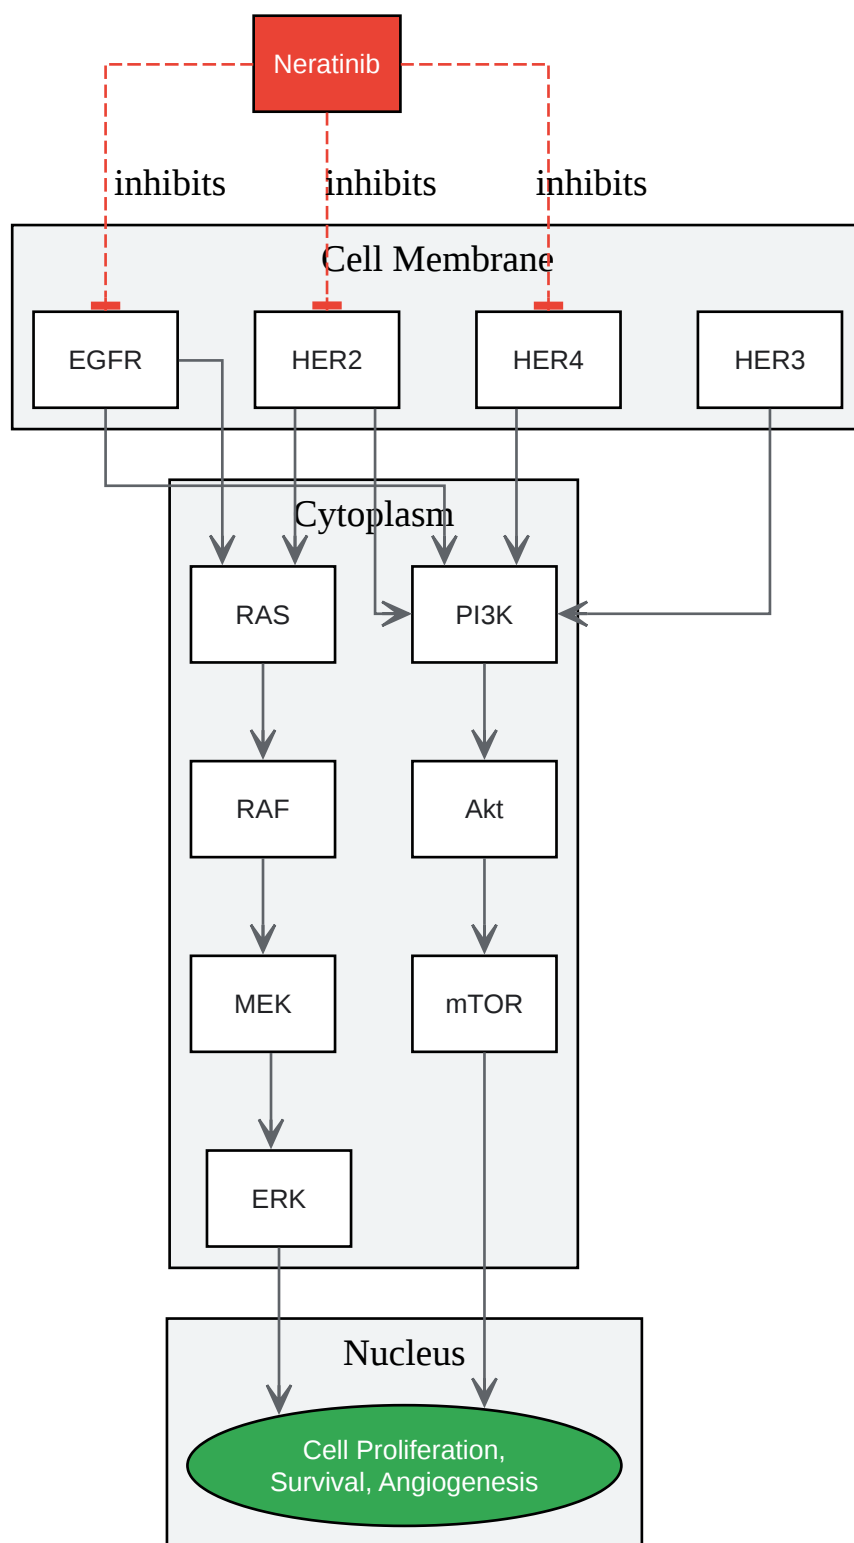 Neratinib
inhibits
inhibits
inhibits
Cell Membrane
EGFR
HER2
HER4
HER3
Cytoplasm
RAS
PI3K
RAF
Akt
MEK
mTOR
ERK
Nucleus
Cell Proliferation,
Survival, Angiogenesis